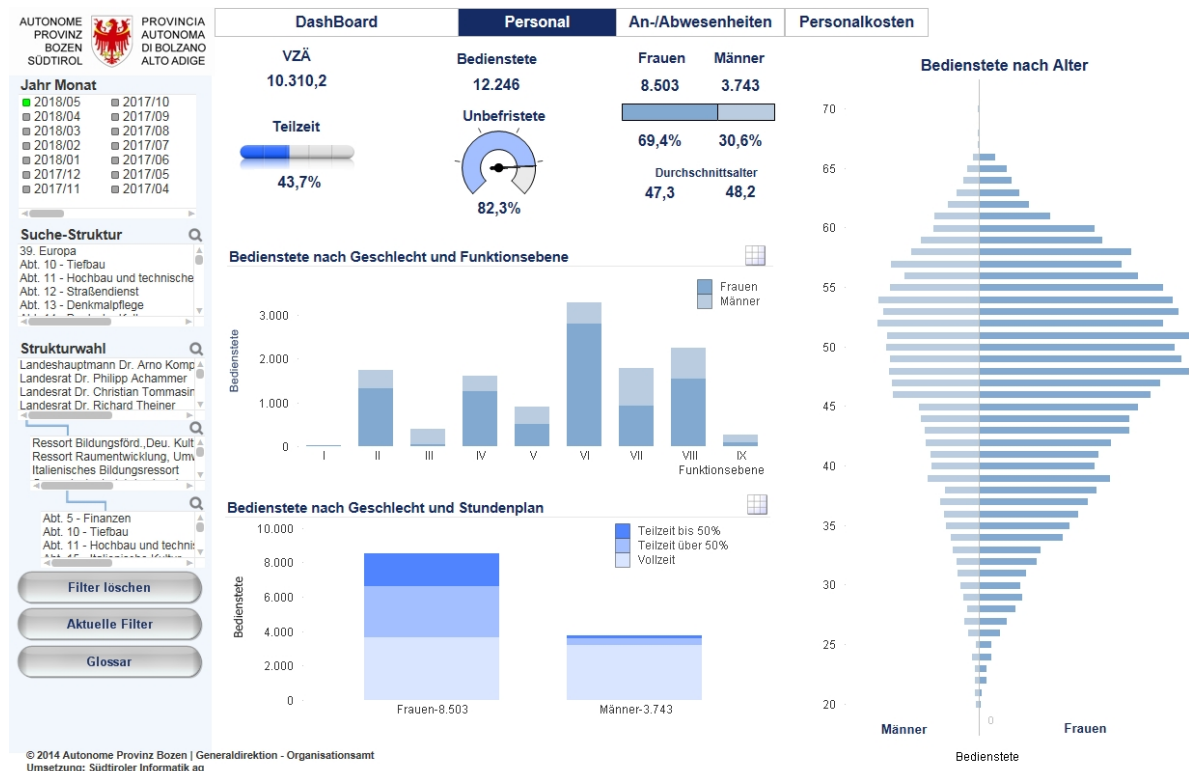 AUTONOME PROVINZ BOZEN SÜDTIROL
PROVINCIA AUTONOMA DI BOLZANO ALTO ADIGE
DashBoard
Personal
An-/Abwesenheiten
Personalkosten
Jahr Monat
2018/05 2017/10
2018/04 2017/09
2018/03 2017/08
2018/02 2017/07
2018/01 2017/06
2017/12 2017/05
2017/11 2017/04
Suche-Struktur
39. Europa
Abt. 10 - Tiefbau
Abt. 11 - Hochbau und technische
Abt. 12 - Straßendienst
Abt. 13 - Denkmalpflege
Strukturwahl
Landeshauptmann Dr. Arno Komp
Landesrat Dr. Philipp Achammer
Landesrat Dr. Christian Tommasin
Landesrat Dr. Richard Theiner
Ressort Bildungsförd.,Deu. Kult
Ressort Raumentwicklung, Umw
Italienisches Bildungsressort
Abt. 5 - Finanzen
Abt. 10 - Tiefbau
Abt. 11 - Hochbau und techni
Filter löschen
Aktuelle Filter
Glossar
VZÄ
10.310,2
Teilzeit
43,7%
Bedienstete
12.246
Unbefristete
82,3%
Frauen Männer
8.503 3.743
69,4% 30,6%
Durchschnittsalter
47,3 48,2
Bedienstete nach Geschlecht und Funktionsebene
Frauen
Männer
Bedienstete
3.000
2.000
1.000
0
I II III IV V VI VII VIII IX
Funktionsebene
Bedienstete nach Geschlecht und Stundenplan
Teilzeit bis 50%
Teilzeit über 50%
Vollzeit
Bedienstete
10.000
8.000
6.000
4.000
2.000
0
Frauen-8.503 Männer-3.743
Bedienstete nach Alter
70
65
60
55
50
45
40
35
30
25
20
0
Männer Frauen
Bedienstete
© 2014 Autonome Provinz Bozen | Generaldirektion - Organisationsamt
Umsetzung: Südtiroler Informatik ag